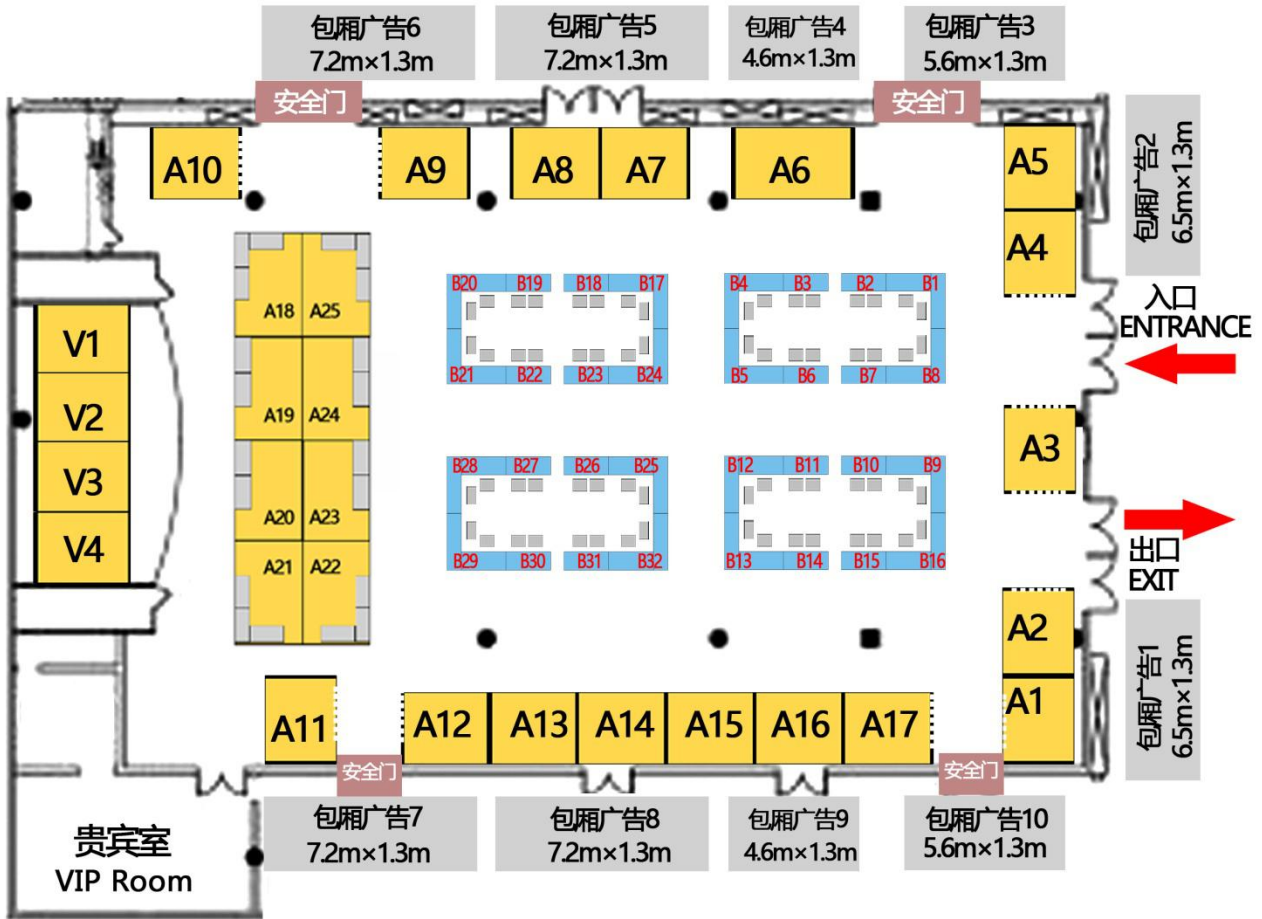 包厢广告6
7.2m×1.3m
包厢广告5
7.2m×1.3m
包厢广告4
4.6m×1.3m
包厢广告3
5.6m×1.3m
安全门
安全门
包厢广告2
6.5m×1.3m
A10
A9
A8
A7
A6
A5
A4
入口
ENTRANCE
A18
A25
A19
A24
A20
A23
A21
A22
V1
V2
V3
V4
B20
B19
B18
B17
B21
B22
B23
B24
B4
B3
B2
B1
B5
B6
B7
B8
B28
B27
B26
B25
B29
B30
B31
B32
B12
B11
B10
B9
B13
B14
B15
B16
A3
出口
EXIT
A2
A1
包厢广告1
6.5m×1.3m
A11
A12
A13
A14
A15
A16
A17
安全门
安全门
包厢广告7
7.2m×1.3m
包厢广告8
7.2m×1.3m
包厢广告9
4.6m×1.3m
包厢广告10
5.6m×1.3m
贵宾室
VIP Room